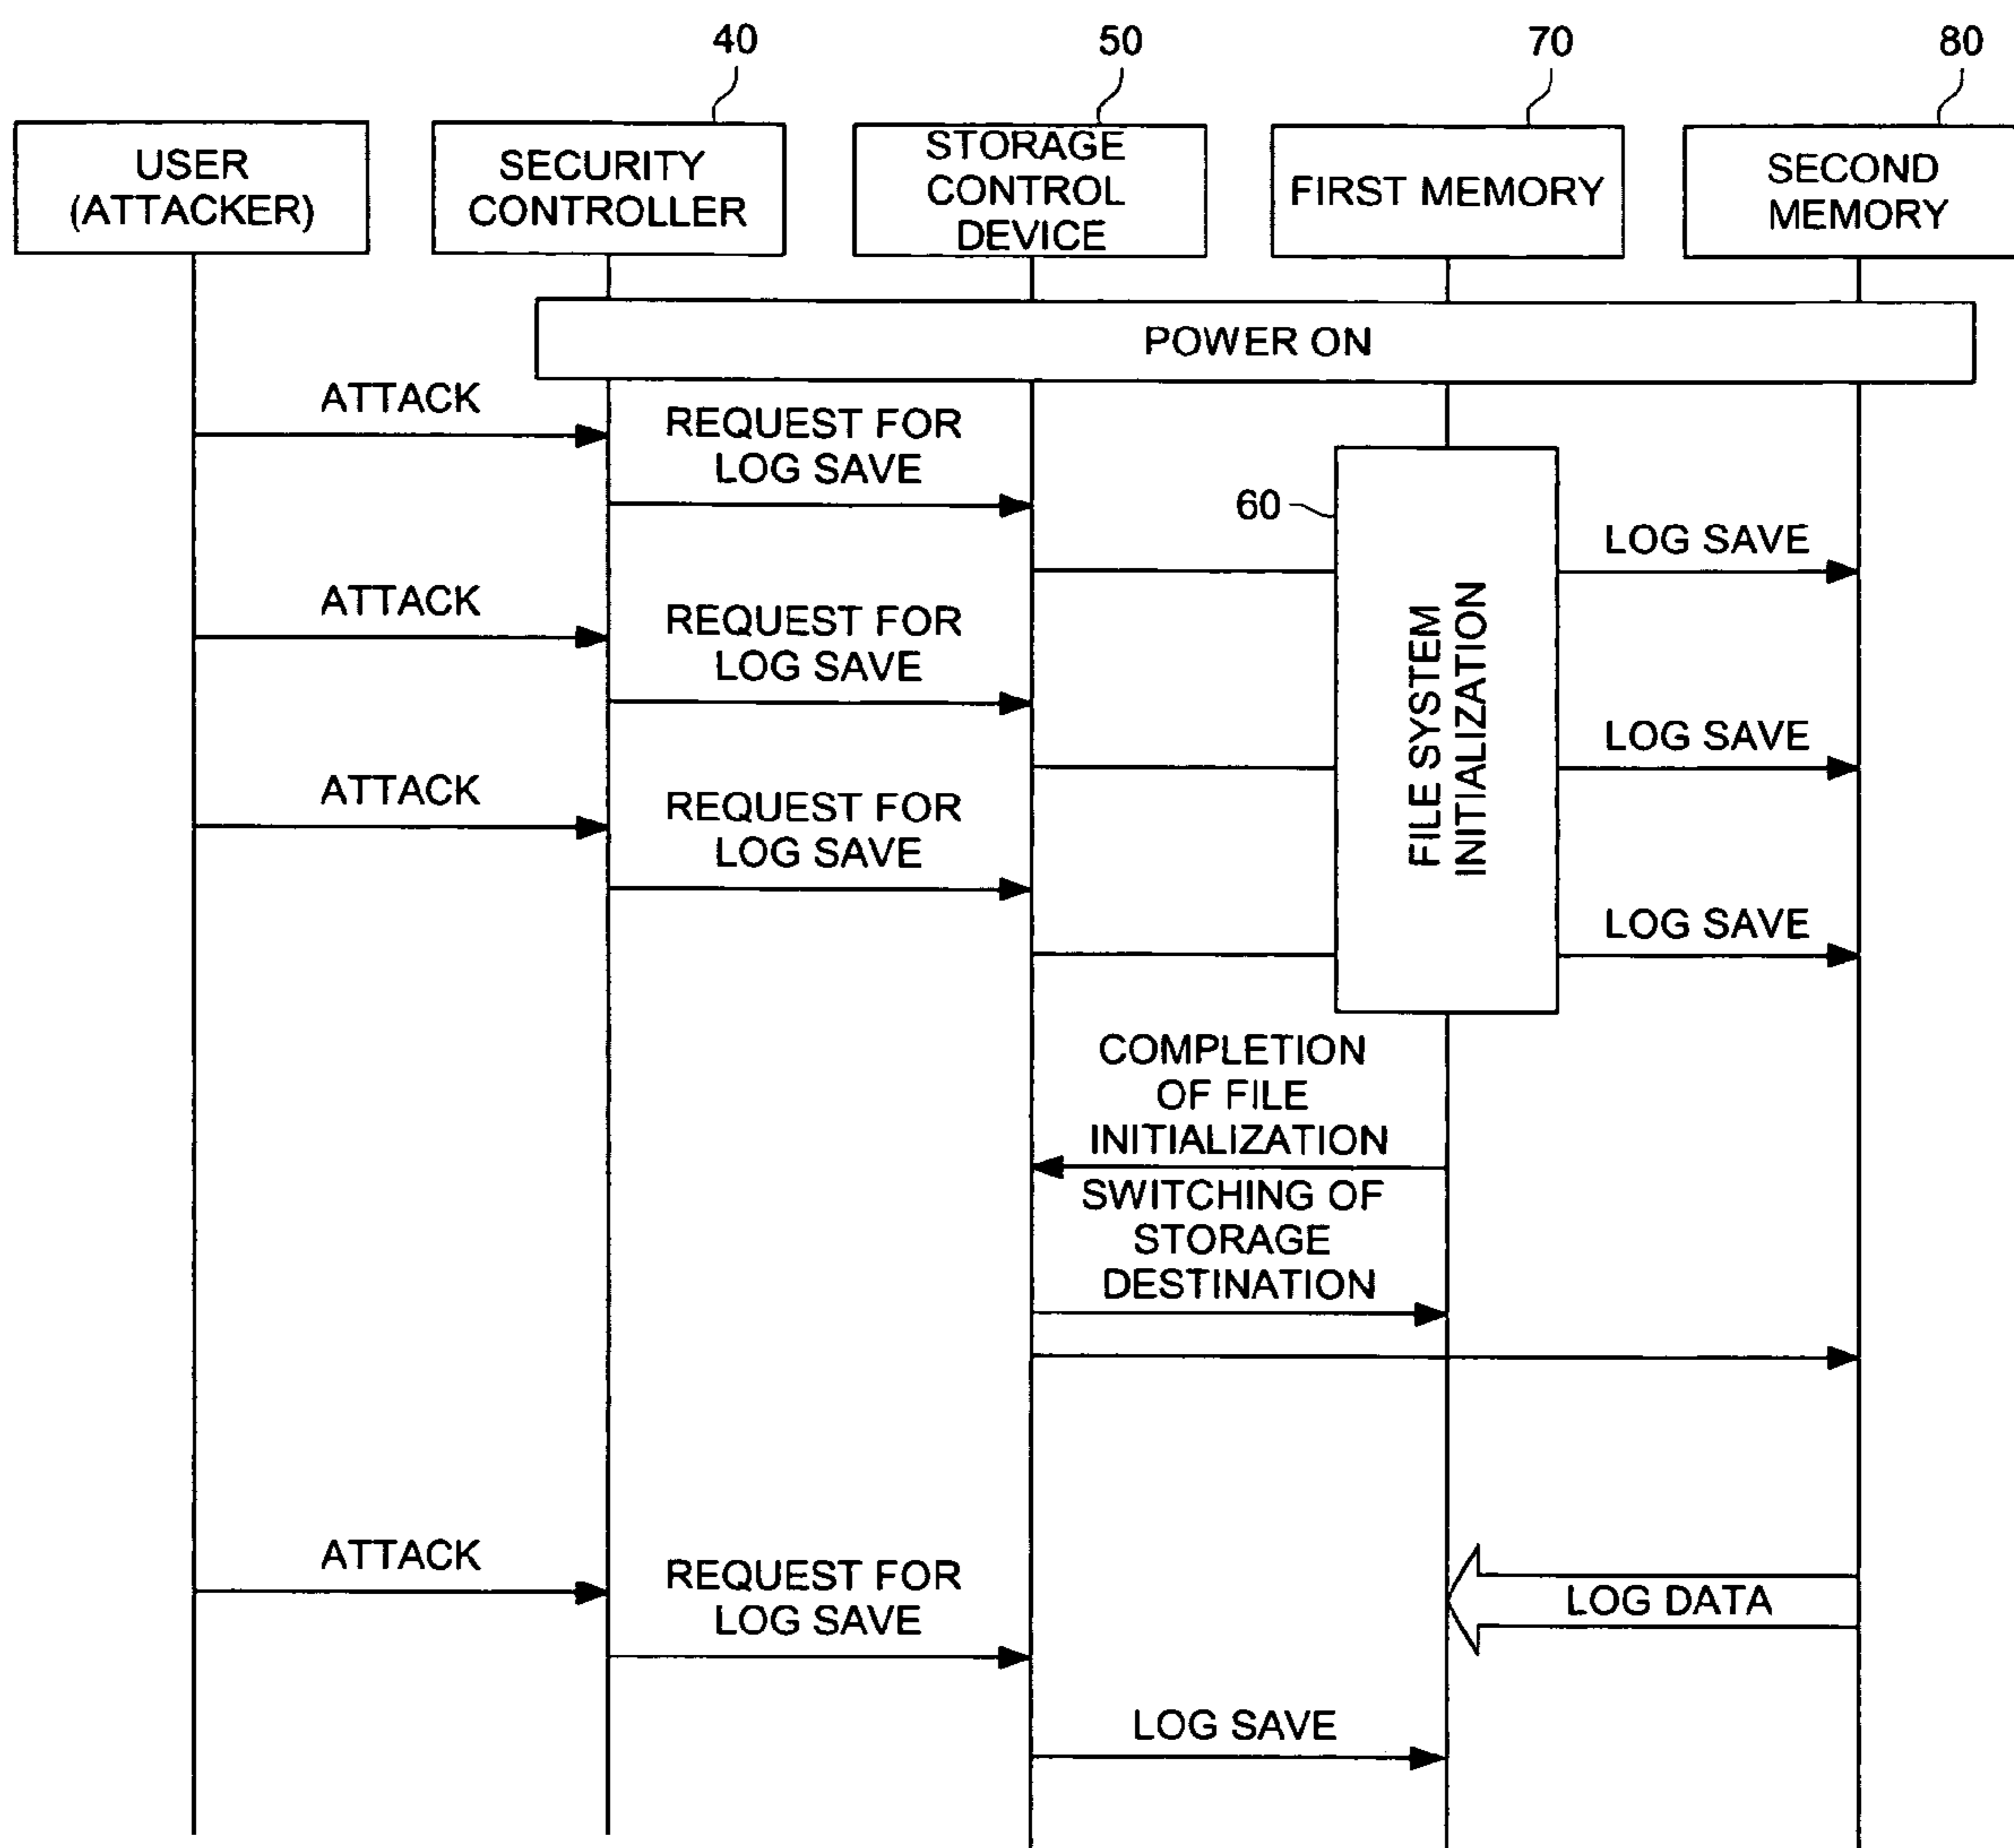 40
50
70
80
USER
(ATTACKER)
SECURITY
CONTROLLER
STORAGE
CONTROL
DEVICE
FIRST MEMORY
SECOND
MEMORY
POWER ON
ATTACK
REQUEST FOR
LOG SAVE
60
LOG SAVE
FILE SYSTEM
INITIALIZATION
ATTACK
REQUEST FOR
LOG SAVE
LOG SAVE
ATTACK
REQUEST FOR
LOG SAVE
LOG SAVE
COMPLETION
OF FILE
INITIALIZATION
SWITCHING OF
STORAGE
DESTINATION
ATTACK
REQUEST FOR
LOG SAVE
LOG DATA
LOG SAVE